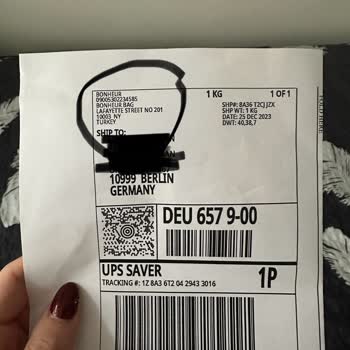 BONHEUR
09005302234585
BONHEUR BAG
LAFAYETTE STREET NO 201
10003 NY
TURKEY
1 KG
1 OF 1
SHP#: 8A36 T2CJ JZX
SHP WT: 1 KG
DATE: 25 DEC 2023
DWT: 40,38,7
SHIP TO:
10999 BERLIN
GERMANY
DEU 657 9-00
UPS SAVER
1P
TRACKING #: 1Z 8A3 6T2 04 2943 3016